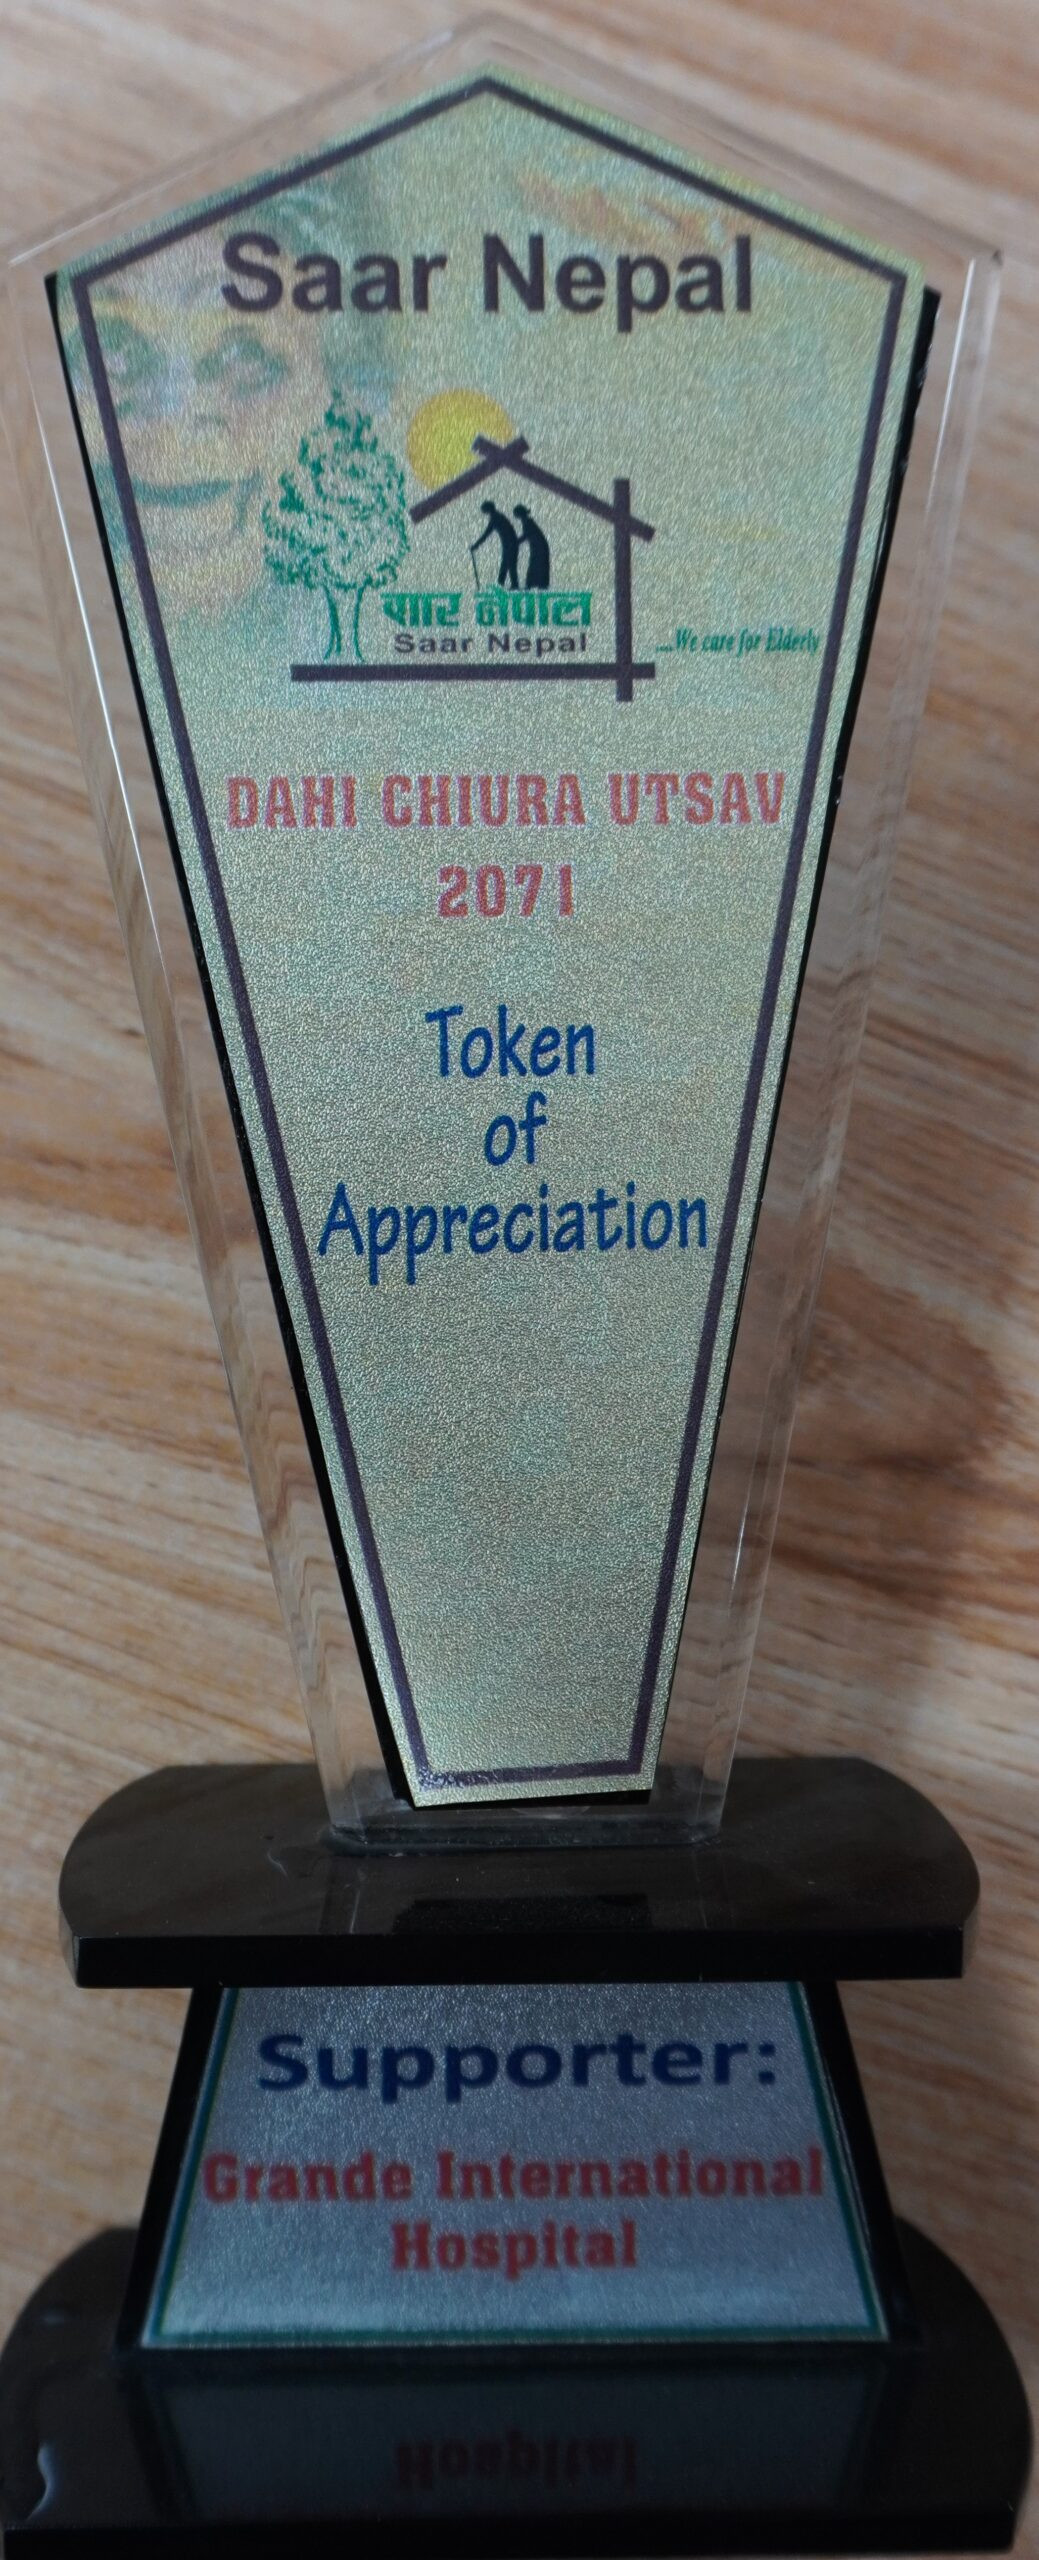 Saar Nepal
सार नेपाल
Saar Nepal
....We care for Elderly
DAHI CHIURA UTSAV
2071
Token
of
Appreciation
Supporter:
Grande International
Hospital